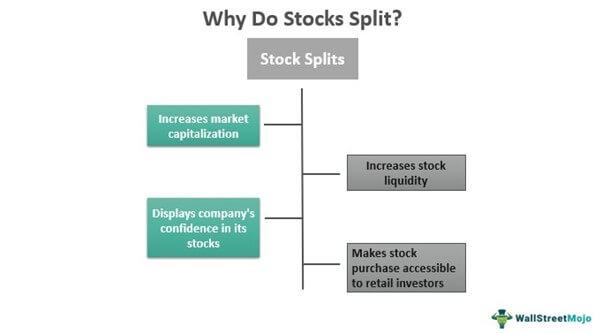 Why Do Stocks Split?
Stock Splits
Increases market
capitalization
Increases stock
liquidity
Displays company's
confidence in its
stocks
Makes stock
purchase accessible
to retail investors
WallStreetMojo